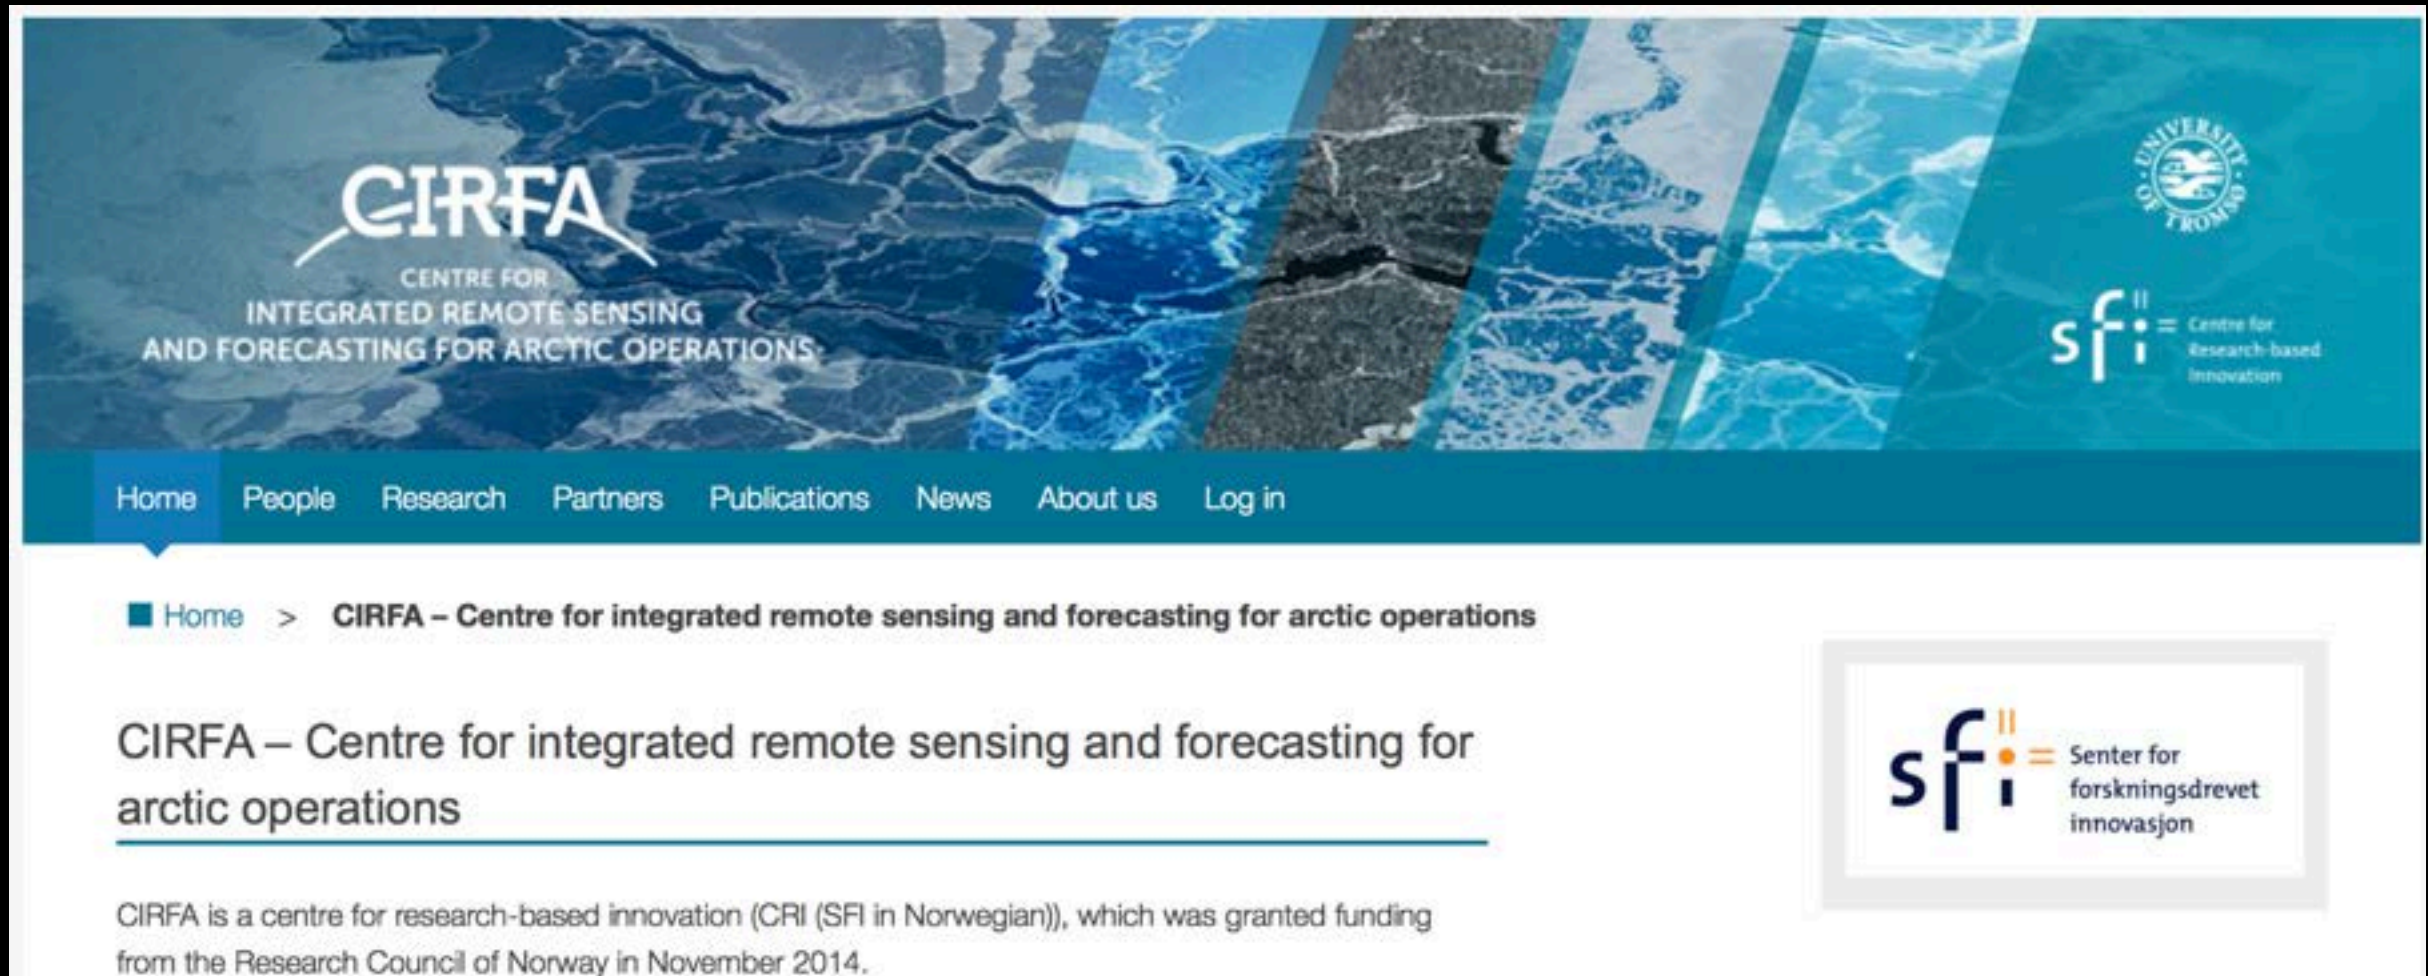 CIRFA
CENTRE FOR
INTEGRATED REMOTE SENSING
AND FORECASTING FOR ARCTIC OPERATIONS
UNIVERSITY OF TROMSØ
sfi = Centre for
Research-based
Innovation
Home People Research Partners Publications News About us Log in
Home > CIRFA – Centre for integrated remote sensing and forecasting for arctic operations
CIRFA – Centre for integrated remote sensing and forecasting for
arctic operations
sfi = Senter for
forskningsdrevet
innovasjon
CIRFA is a centre for research-based innovation (CRI (SFI in Norwegian)), which was granted funding
from the Research Council of Norway in November 2014.